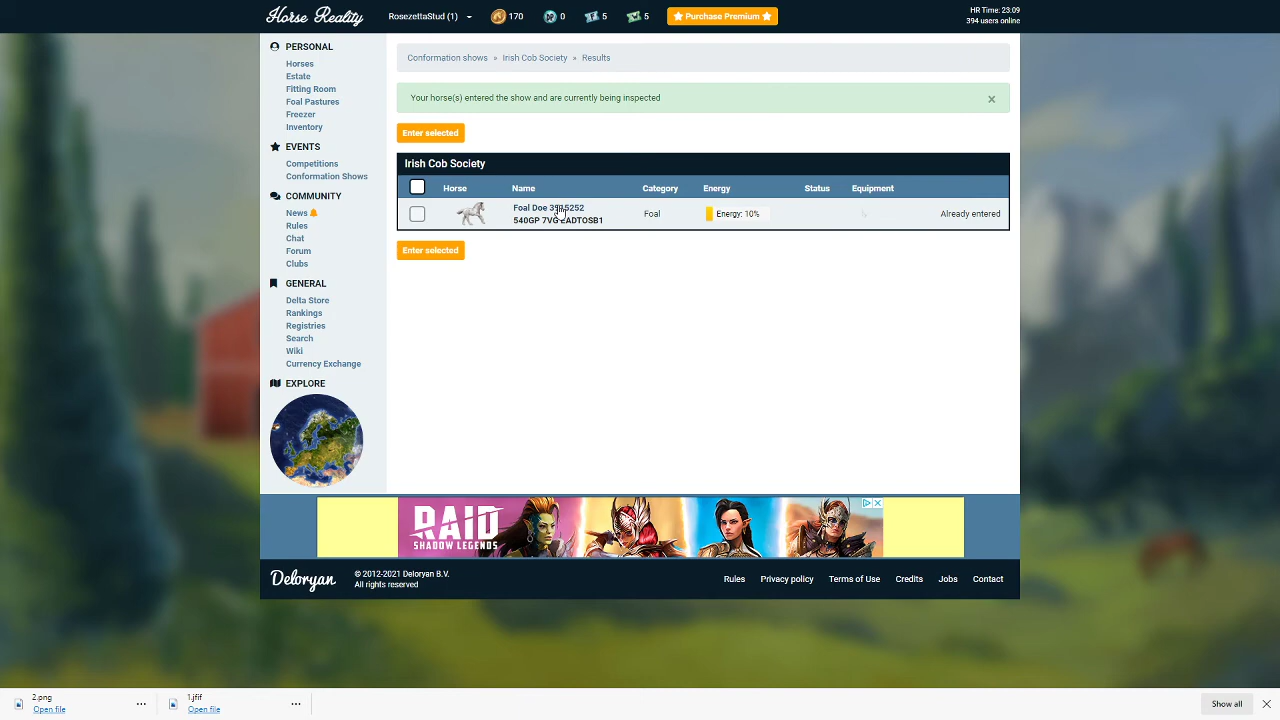 Horse Reality
RosezettaStud (1)
170
0
5
5
Purchase Premium
HR Time: 23:09
394 users online
PERSONAL
Horses
Estate
Fitting Room
Foal Pastures
Freezer
Inventory
EVENTS
Competitions
Conformation Shows
COMMUNITY
News
Rules
Chat
Forum
Clubs
GENERAL
Delta Store
Rankings
Registries
Search
Wiki
Currency Exchange
EXPLORE
Conformation shows » Irish Cob Society » Results
Your horse(s) entered the show and are currently being inspected
×
Enter selected
Irish Cob Society
Horse Name Category Energy Status Equipment
Foal Doe
540GP 7VG
Foal
Energy: 10%
Already entered
Enter selected
RAID
SHADOW LEGENDS
Deloryan
© 2012-2021 Deloryan B.V.
All rights reserved
Rules Privacy policy Terms of Use Credits Jobs Contact
2.png
Open file
1.jfif
Open file
Show all